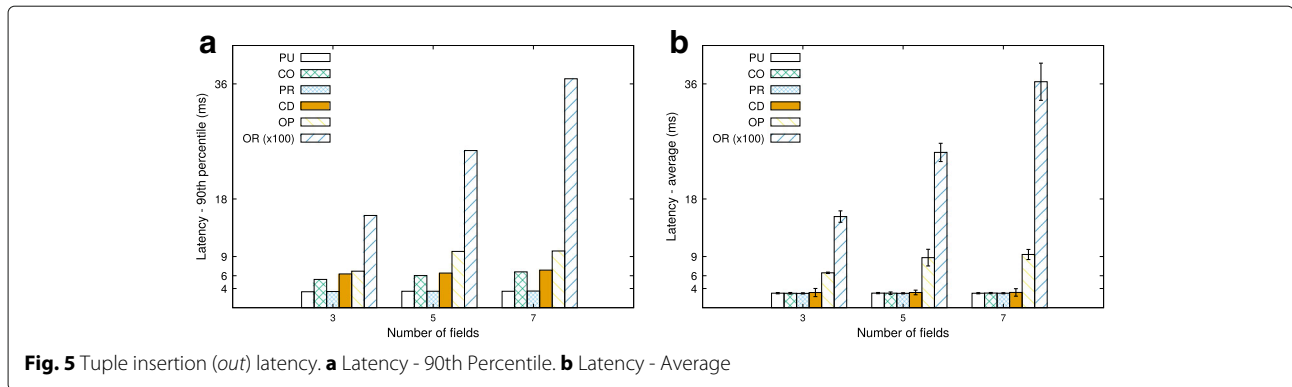 a
Latency - 90th percentile (ms)
36
18
9
6
4
PU
CO
PR
CD
OP
OR (x100)
3
5
7
Number of fields
b
Latency - average (ms)
36
18
9
6
4
PU
CO
PR
CD
OP
OR (x100)
3
5
7
Number of fields
Fig. 5 Tuple insertion (out) latency. a Latency - 90th Percentile. b Latency - Average